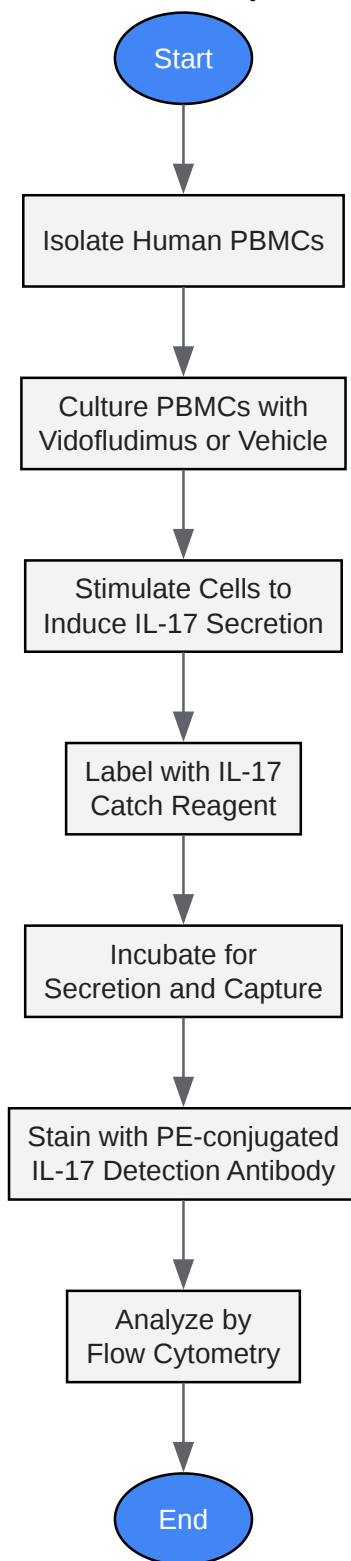 Start
Isolate Human PBMCs
Culture PBMCs with
Vidofludimus or Vehicle
Stimulate Cells to
Induce IL-17 Secretion
Label with IL-17
Catch Reagent
Incubate for
Secretion and Capture
Stain with PE-conjugated
IL-17 Detection Antibody
Analyze by
Flow Cytometry
End